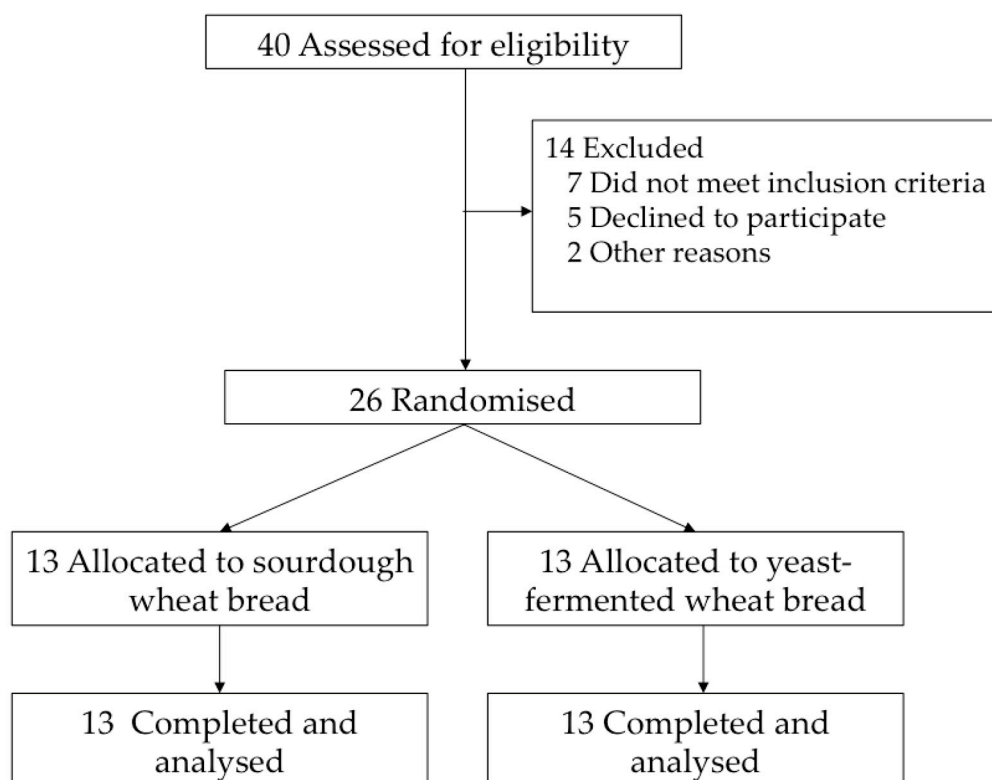 40 Assessed for eligibility
14 Excluded
7 Did not meet inclusion criteria
5 Declined to participate
2 Other reasons
26 Randomised
13 Allocated to sourdough
wheat bread
13 Allocated to yeast-
fermented wheat bread
13 Completed and
analysed
13 Completed and
analysed